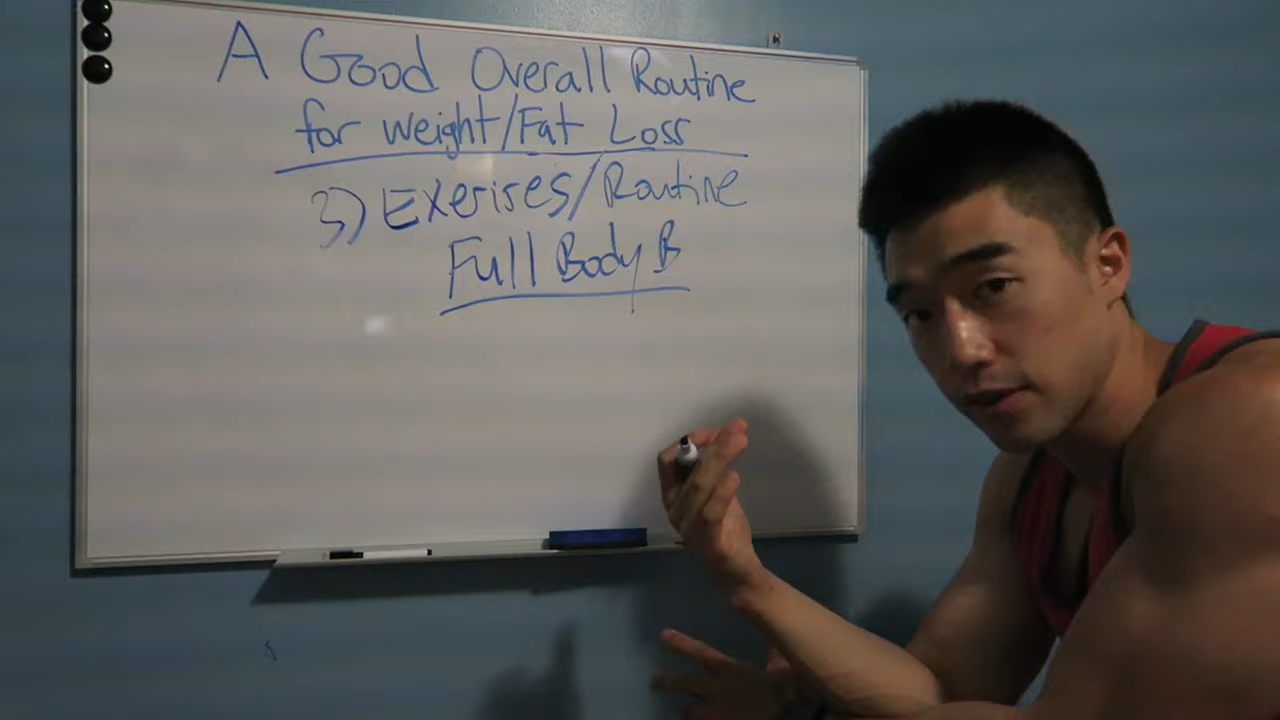 A Good Overall Routine
for weight/Fat Loss
3) Exerises/Routine
Full Body B